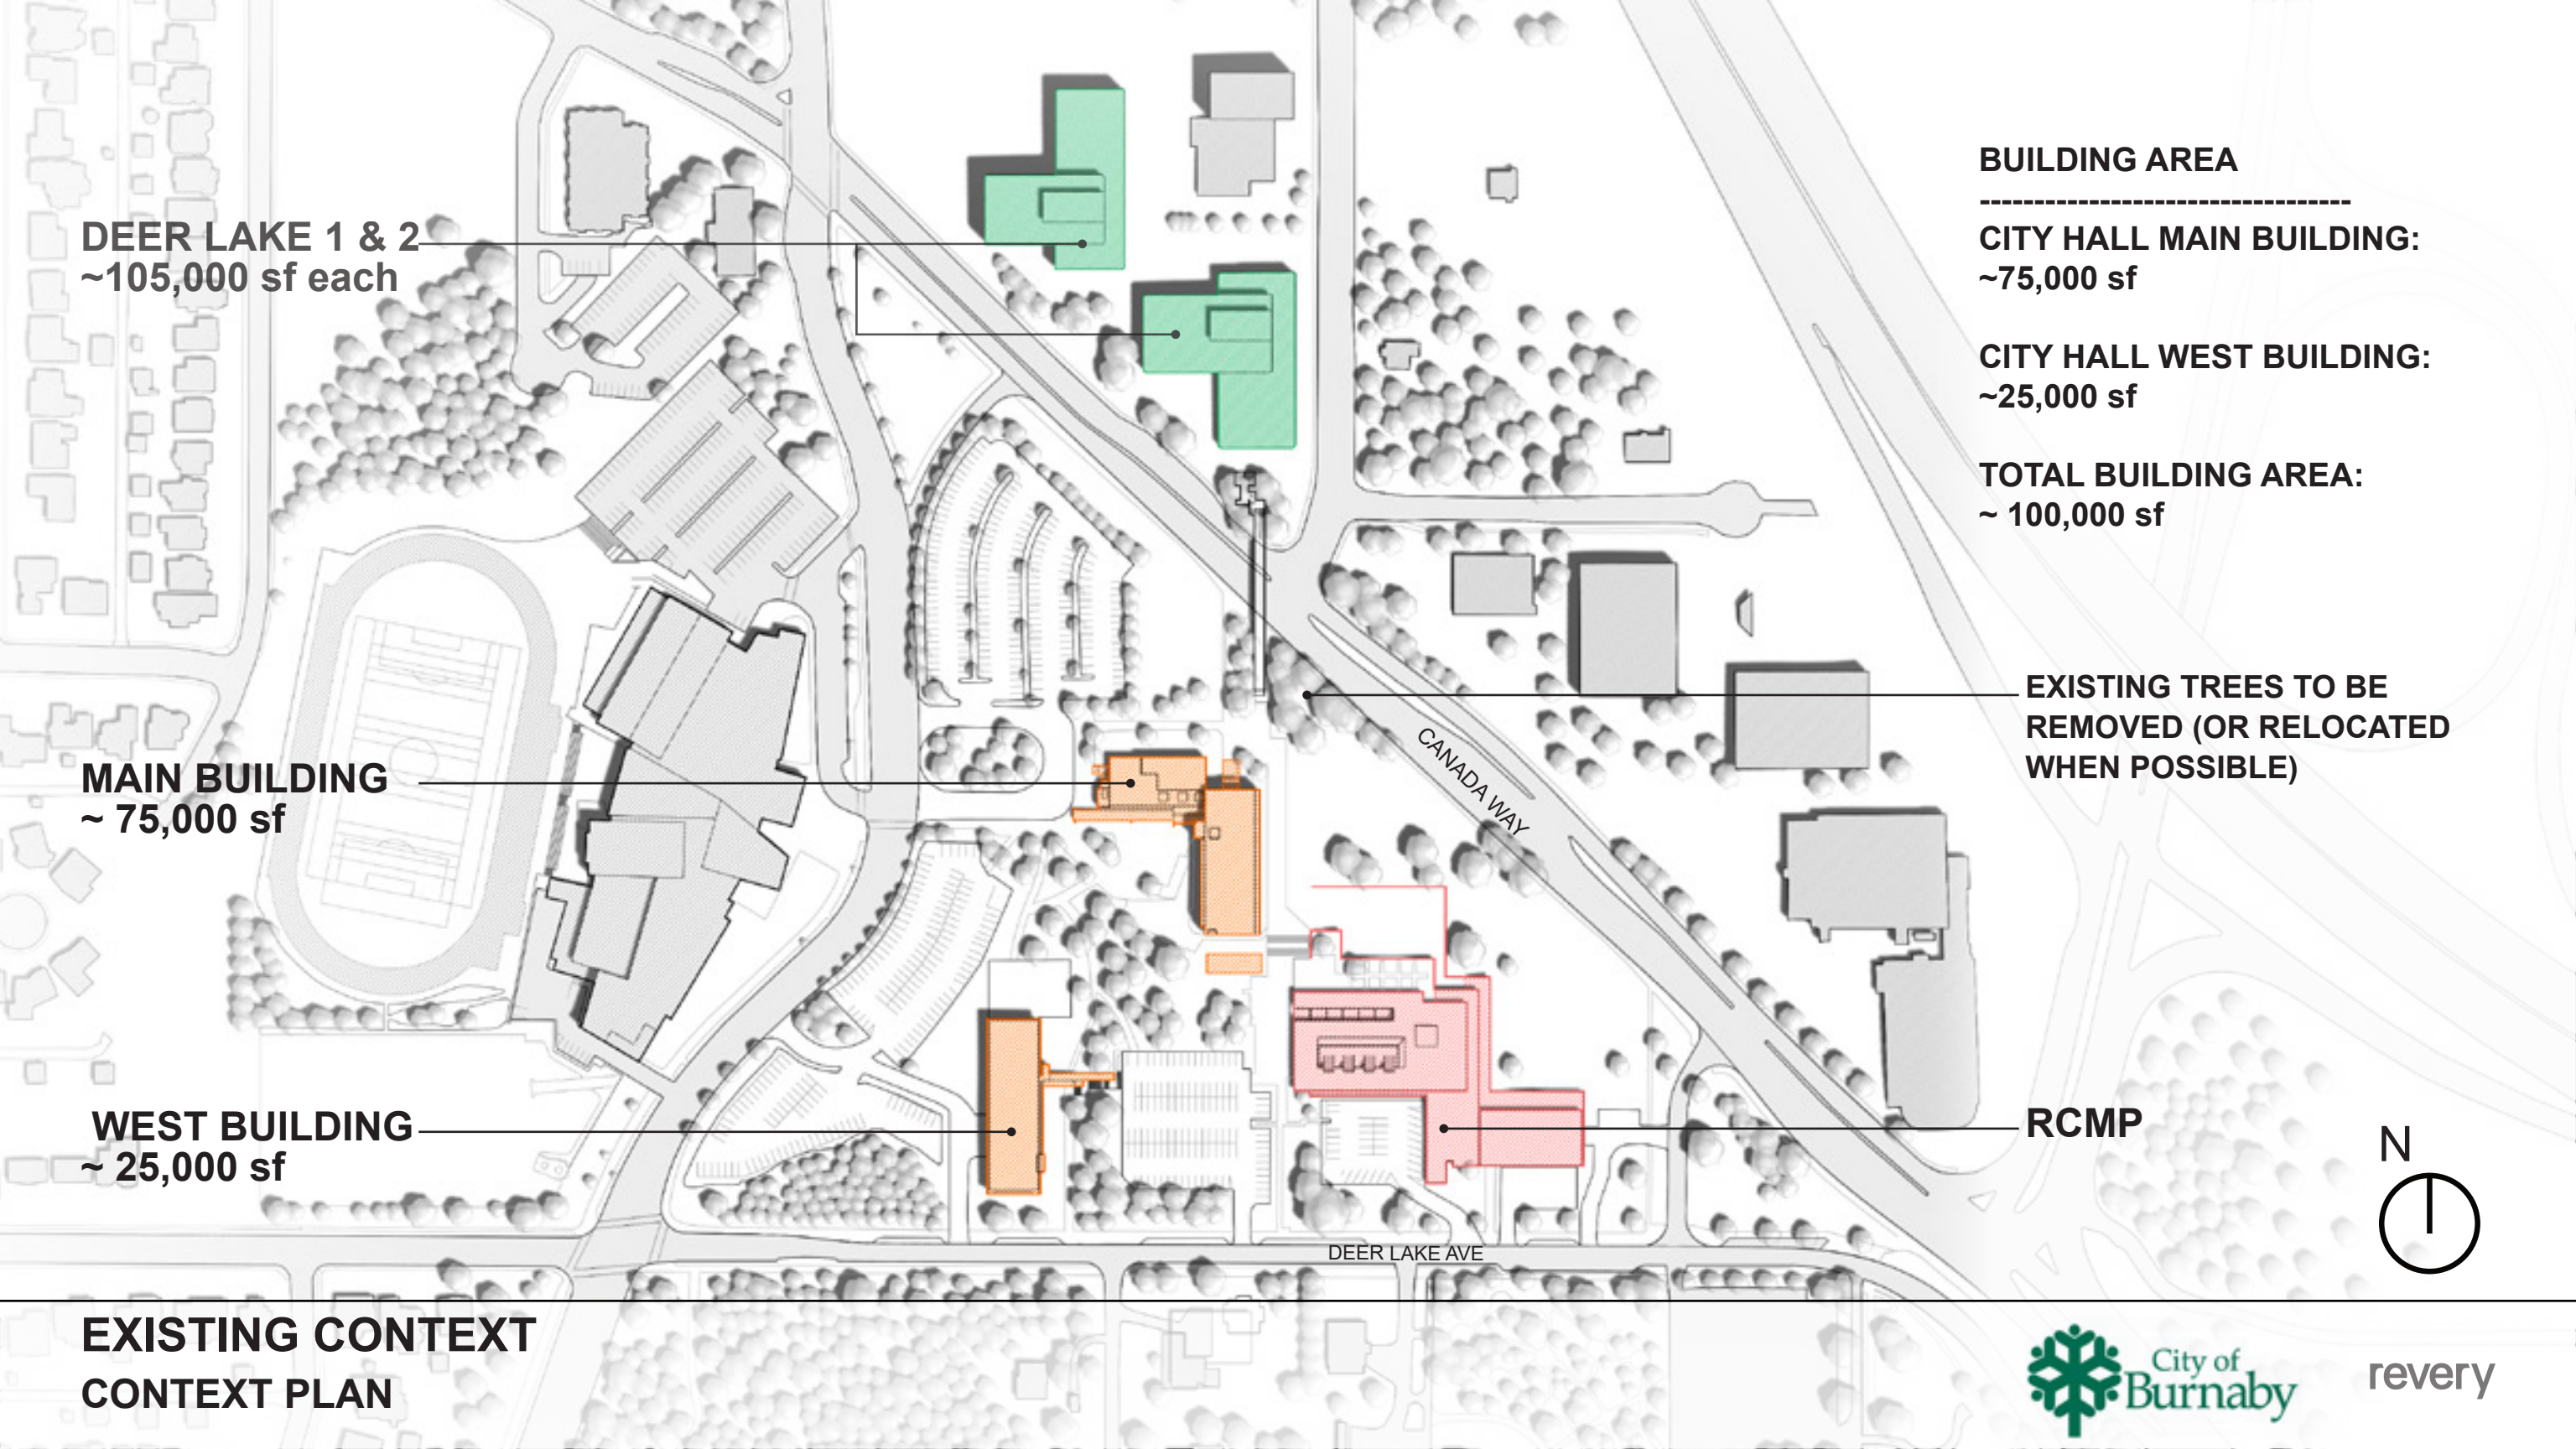 DEER LAKE 1 & 2
~105,000 sf each
MAIN BUILDING
~ 75,000 sf
WEST BUILDING
~ 25,000 sf
BUILDING AREA
----------------------------------
CITY HALL MAIN BUILDING:
~75,000 sf
CITY HALL WEST BUILDING:
~25,000 sf
TOTAL BUILDING AREA:
~ 100,000 sf
EXISTING TREES TO BE
REMOVED (OR RELOCATED
WHEN POSSIBLE)
CANADA WAY
RCMP
N
DEER LAKE AVE
EXISTING CONTEXT
CONTEXT PLAN
City of
Burnaby
revery